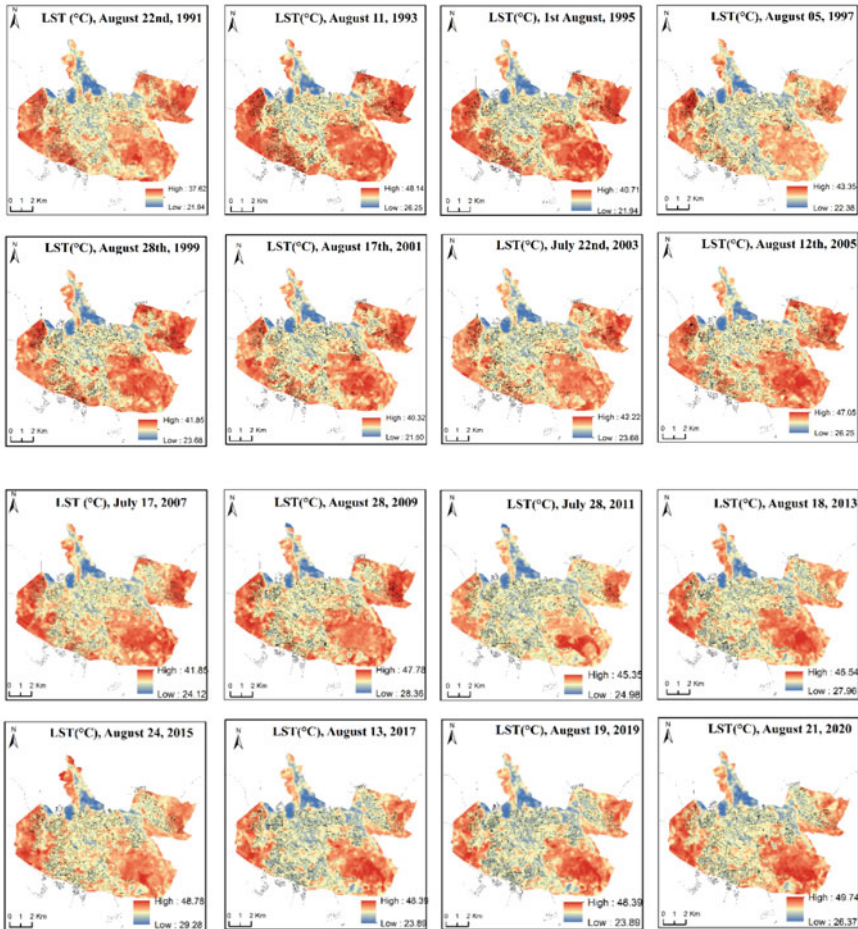 LST(°C), August 22nd, 1991
N
High : 37.62
Low : 21.94
0 1 2 Km
LST(°C), August 11, 1993
N
High : 48.14
Low : 26.25
0 1 2 Km
LST(°C), 1st August, 1995
N
High : 40.71
Low : 21.94
0 1 2 Km
LST(°C), August 05, 1997
N
High : 43.35
Low : 22.38
0 1 2 Km
LST(°C), August 28th, 1999
N
High : 41.85
Low : 23.68
0 1 2 Km
LST(°C), August 17th, 2001
N
High : 40.32
Low : 21.50
0 1 2 Km
LST(°C), July 22nd, 2003
N
High : 42.22
Low : 23.68
0 1 2 Km
LST(°C), August 12th, 2005
N
High : 47.05
Low : 26.25
0 1 2 Km
LST (°C), July 17, 2007
N
High : 41.85
Low : 24.12
0 1 2 Km
LST(°C), August 28, 2009
N
High : 47.78
Low : 28.36
0 1 2 Km
LST(°C), July 28, 2011
N
High : 45.35
Low : 24.98
0 1 2 Km
LST(°C), August 18, 2013
N
High : 46.54
Low : 27.96
0 1 2 Km
LST(°C), August 24, 2015
N
High : 48.78
Low : 29.28
0 1 2 Km
LST(°C), August 13, 2017
N
High : 48.39
Low : 23.89
0 1 2 Km
LST(°C), August 19, 2019
N
High : 48.39
Low : 23.89
0 1 2 Km
LST(°C), August 21, 2020
N
High : 49.74
Low : 26.37
0 1 2 Km